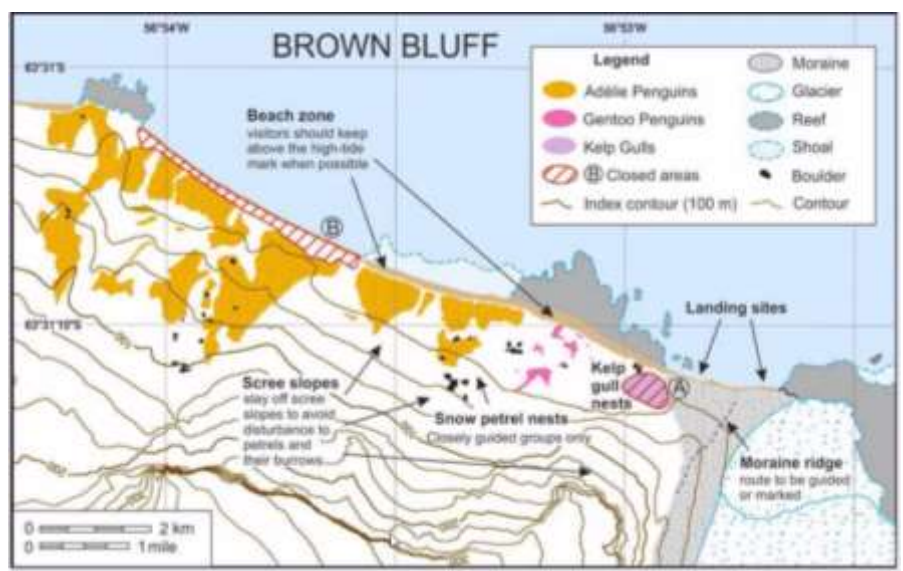 56°54'W
56°53'W
BROWN BLUFF
63°31'S
Legend
Adélie Penguins
Gentoo Penguins
Kelp Gulls
B Closed areas
Index contour (100 m)
Moraine
Glacier
Reef
Shoal
Boulder
Contour
Beach zone
visitors should keep
above the high-tide
mark when possible
B
63°31'10"S
Landing sites
Kelp
gull
nests
A
Scree slopes
stay off scree
slopes to avoid
disturbance to
petrels and
their burrows
Snow petrel nests
Closely guided groups only
Moraine ridge
route to be guided
or marked
0 2 km
0 1 mile